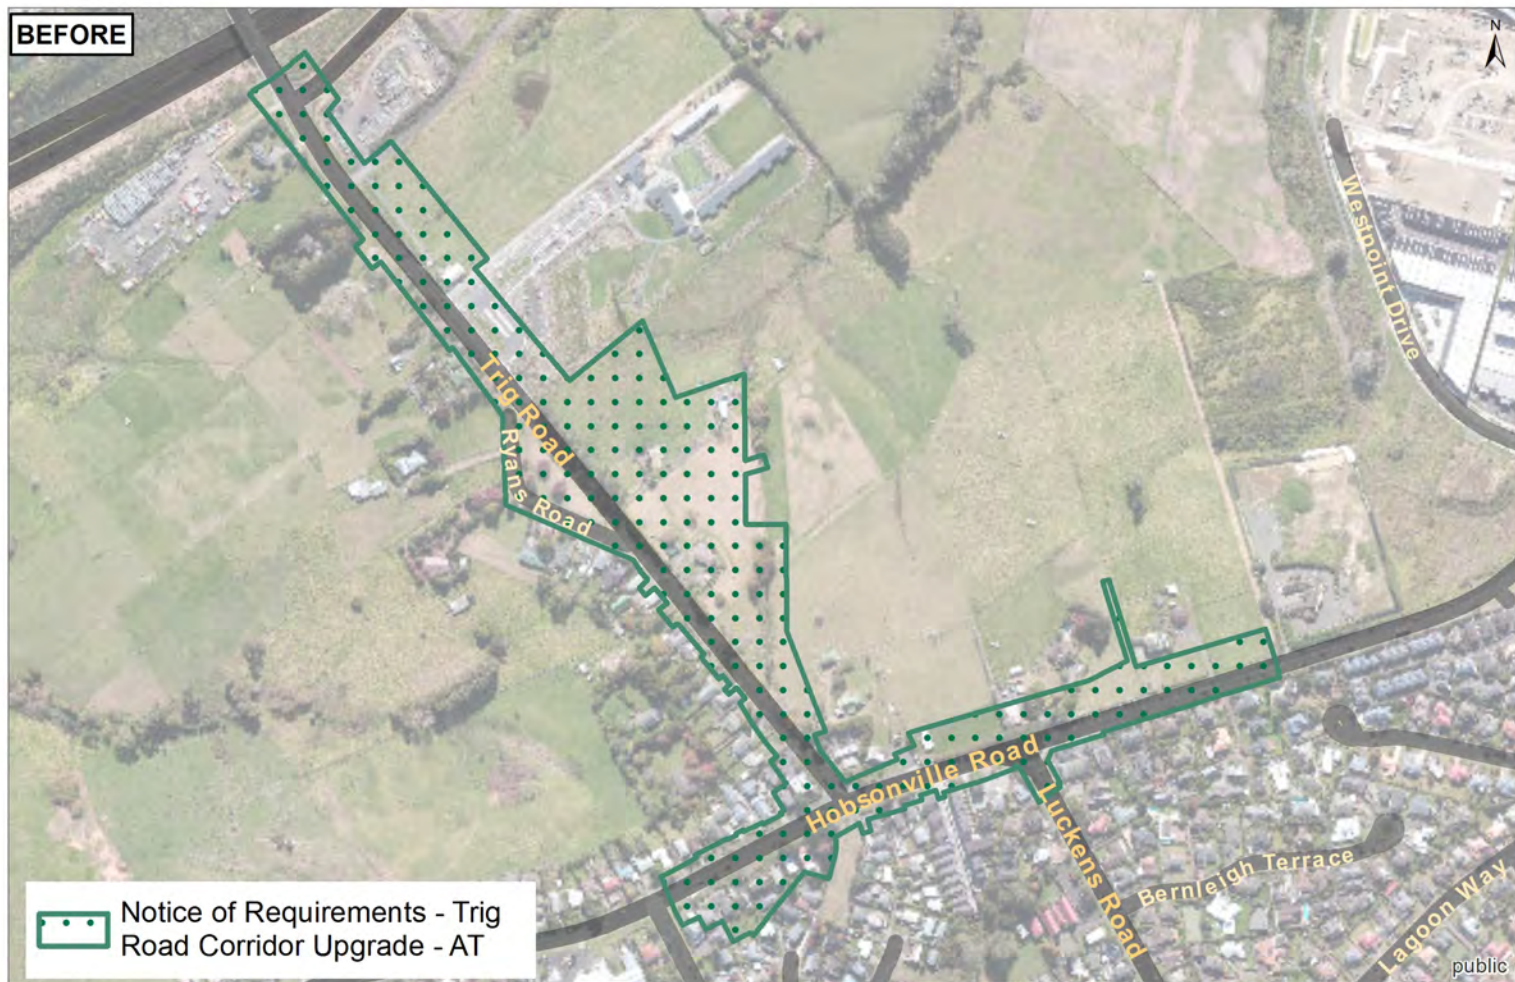 BEFORE
N
Westpoint Drive
Trig Road
Ryans Road
Hobsonville Road
Luckens Road
Bernleigh Terrace
Lagoon Way
Notice of Requirements - Trig
Road Corridor Upgrade - AT
public